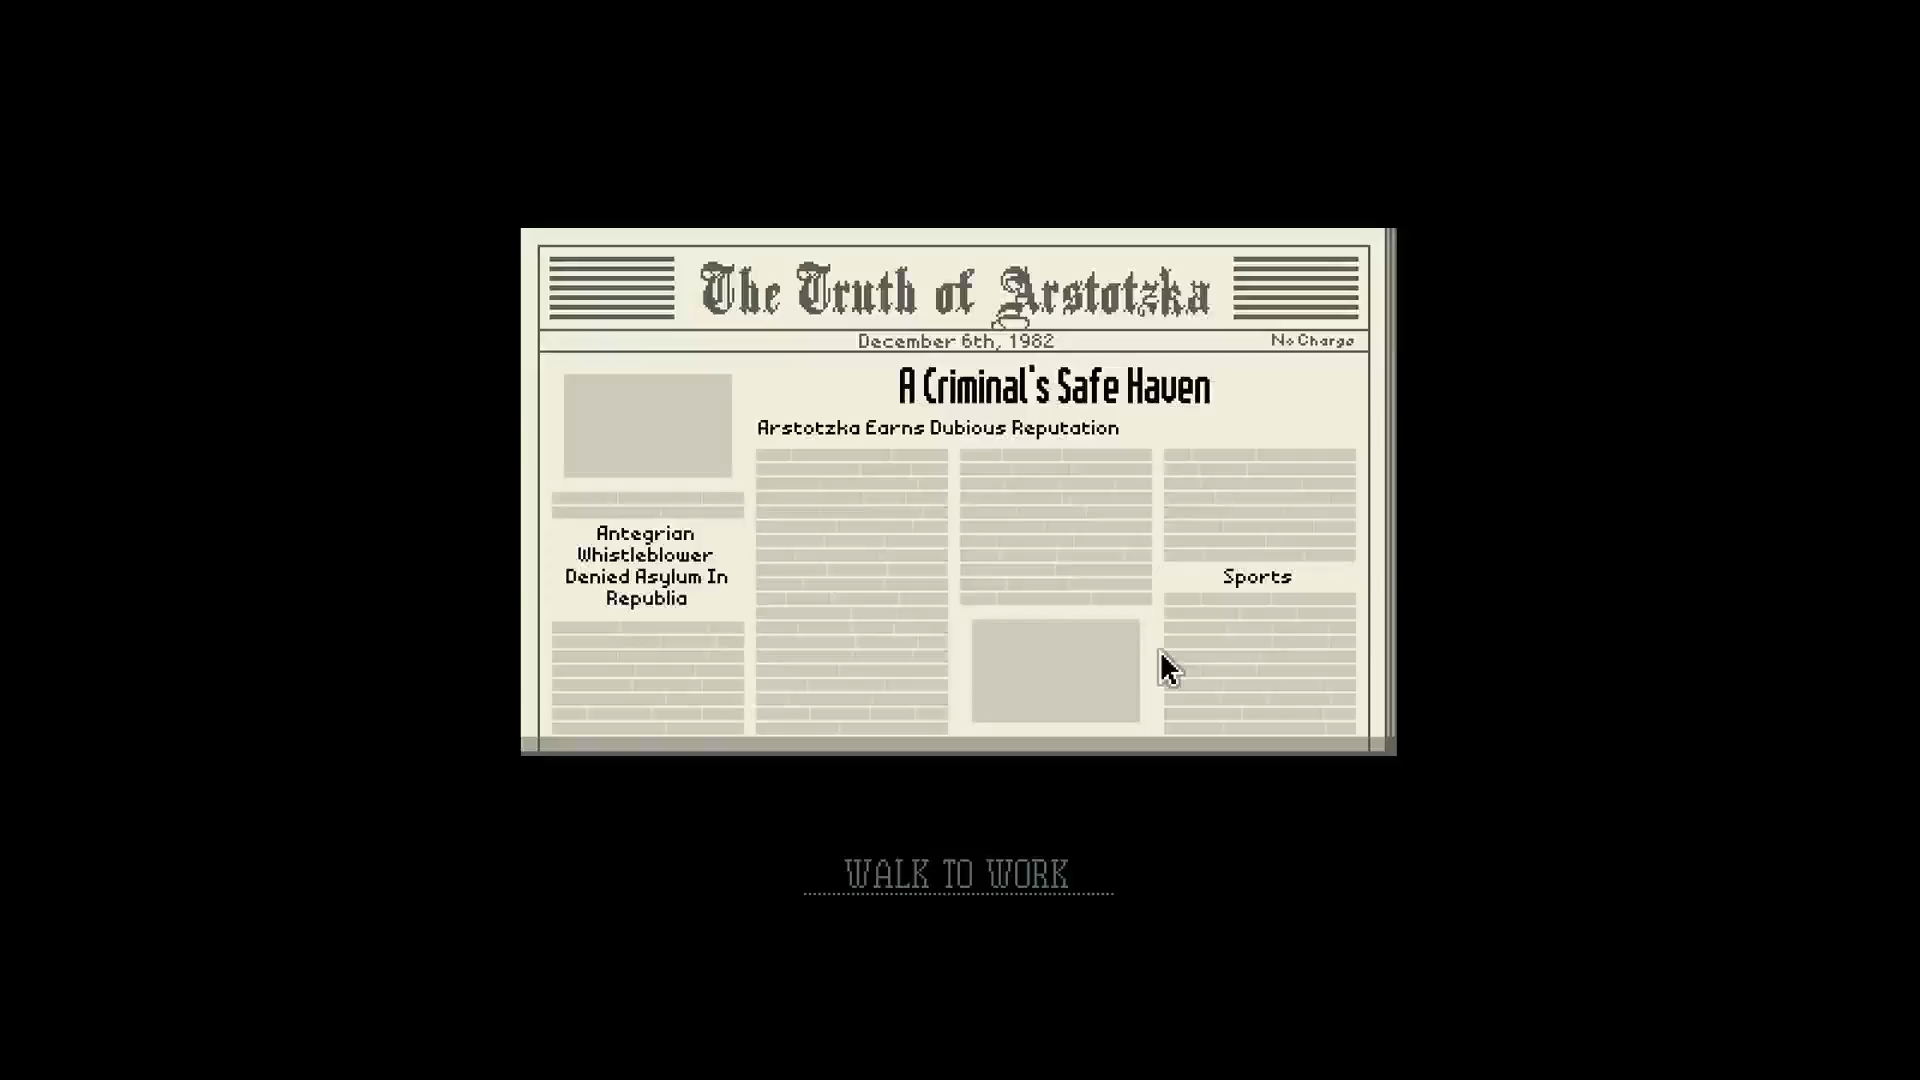 The Truth of Arstotzka
December 6th, 1982
No Charge
A Criminal's Safe Haven
Arstotzka Earns Dubious Reputation
Antegrian
Whistleblower
Denied Asylum In
Republia
Sports
WALK TO WORK